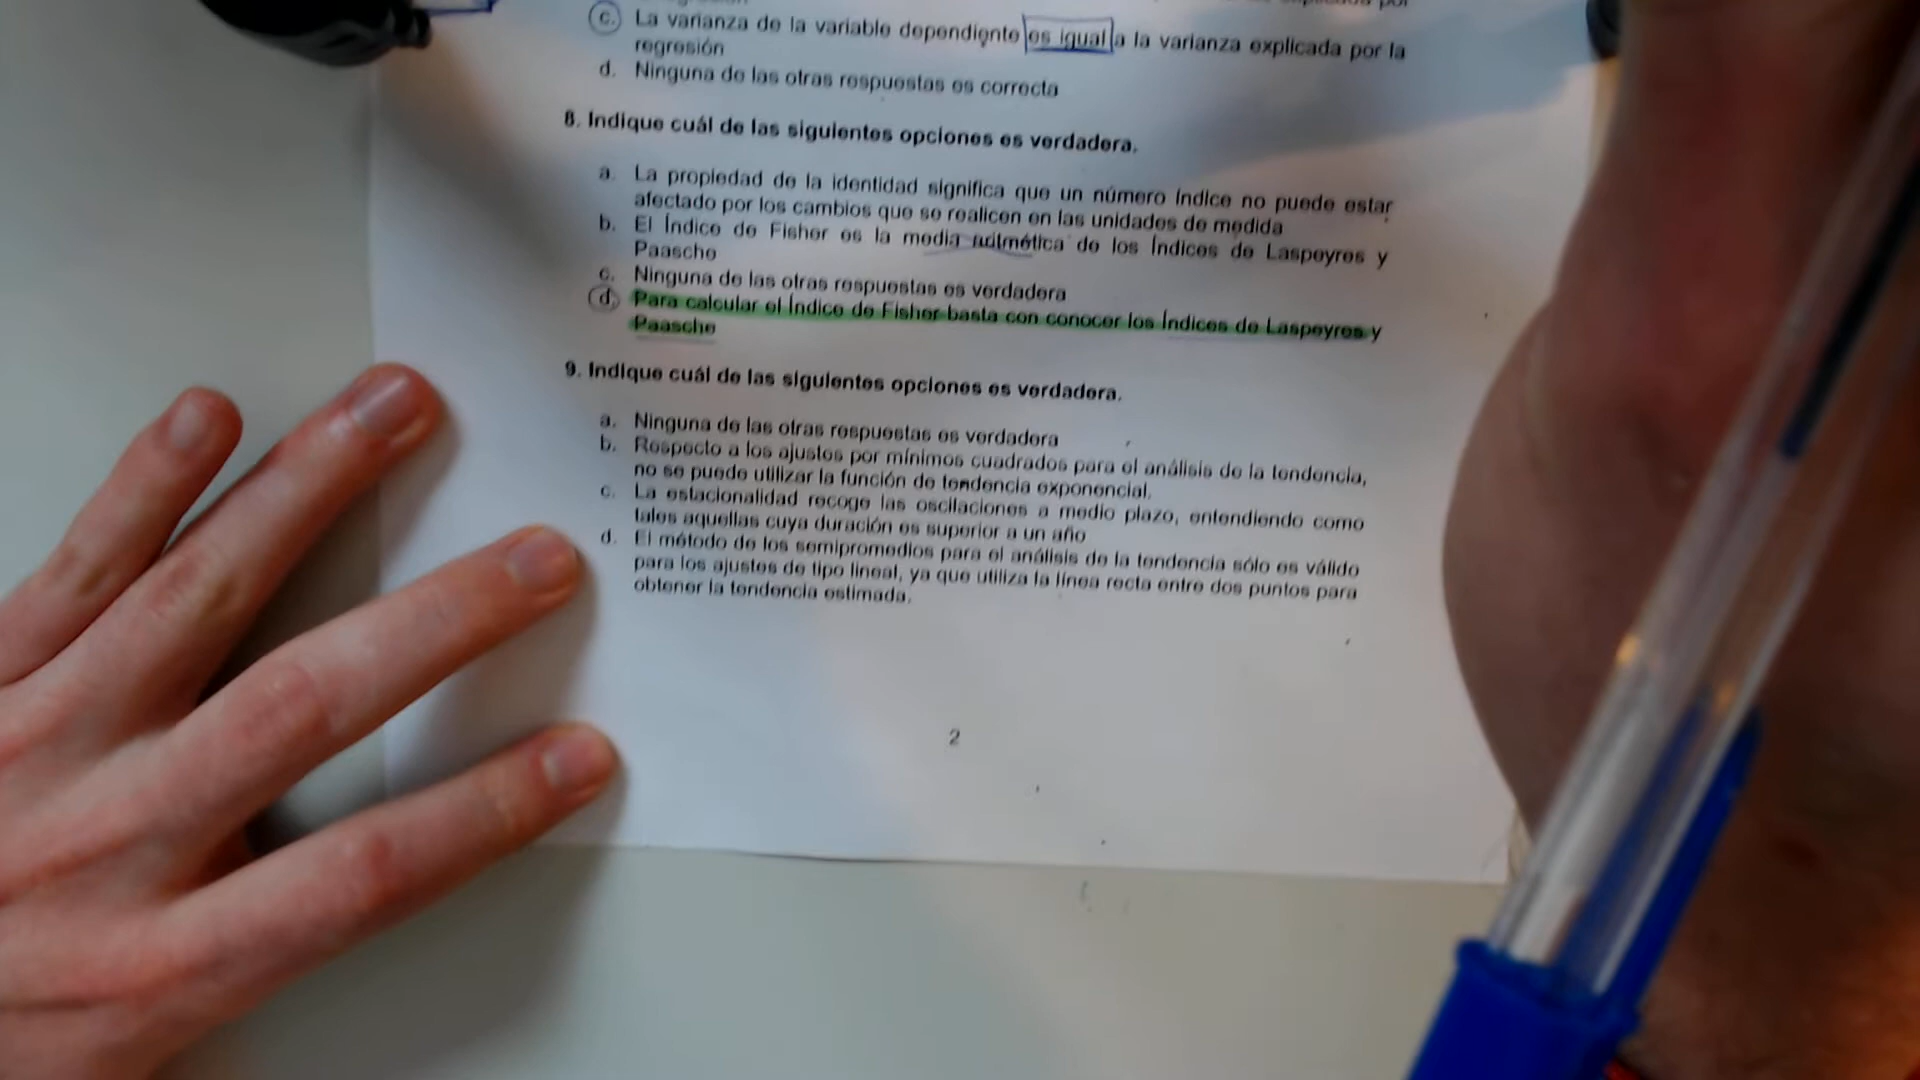 c. La varianza de la variable dependiente es igual a la varianza explicada por la
regresión
d. Ninguna de las otras respuestas es correcta
8. Indique cuál de las siguientes opciones es verdadera.
a. La propiedad de la identidad significa que un número índice no puede estar
afectado por los cambios que se realicen en las unidades de medida
b. El Índice de Fisher es la media aritmética de los Índices de Laspeyres y
Paasche
c. Ninguna de las otras respuestas es verdadera
d. Para calcular el Índice de Fisher basta con conocer los Índices de Laspeyres y
Paasche
9. Indique cuál de las siguientes opciones es verdadera.
a. Ninguna de las otras respuestas es verdadera
b. Respecto a los ajustes por mínimos cuadrados para el análisis de la tendencia,
no se puede utilizar la función de tendencia exponencial.
c. La estacionalidad recoge las oscilaciones a medio plazo, entendiendo como
tales aquellas cuya duración es superior a un año
d. El método de los semipromedios para el análisis de la tendencia sólo es válido
para los ajustes de tipo lineal, ya que utiliza la línea recta entre dos puntos para
obtener la tendencia estimada.
2